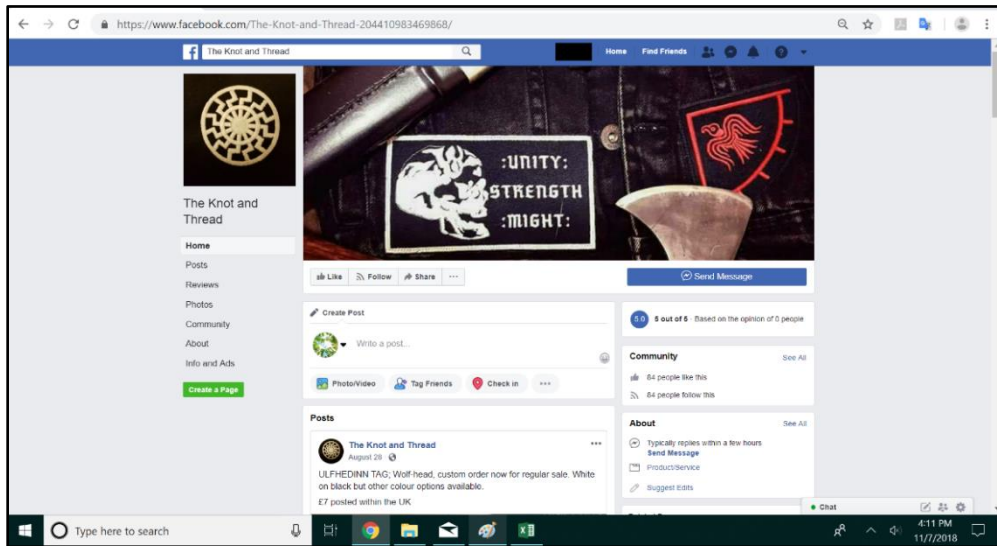 https://www.facebook.com/The-Knot-and-Thread-204410983469868/
The Knot and Thread
Home Find Friends
:UNITY:
STRENGTH
:MIGHT:
The Knot and
Thread
Home
Posts
Reviews
Photos
Community
About
Info and Ads
Create a Page
Like Follow Share
Send Message
Create Post
Write a post...
Photo/Video Tag Friends Check in
Posts
The Knot and Thread
August 28
ULFHEDINN TAG; Wolf-head, custom order now for regular sale. White
on black but other colour options available.
£7 posted within the UK
5.0 5 out of 5 · Based on the opinion of 0 people
Community See All
84 people like this
84 people follow this
About See All
Typically replies within a few hours
Send Message
Product/Service
Suggest Edits
Chat
Type here to search
4:11 PM
11/7/2018